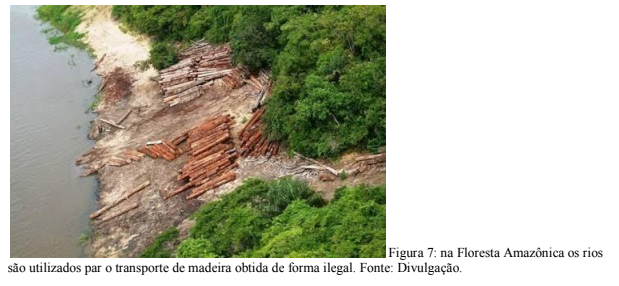 Figura 7: na Floresta Amazônica os rios
são utilizados par o transporte de madeira obtida de forma ilegal. Fonte: Divulgação.